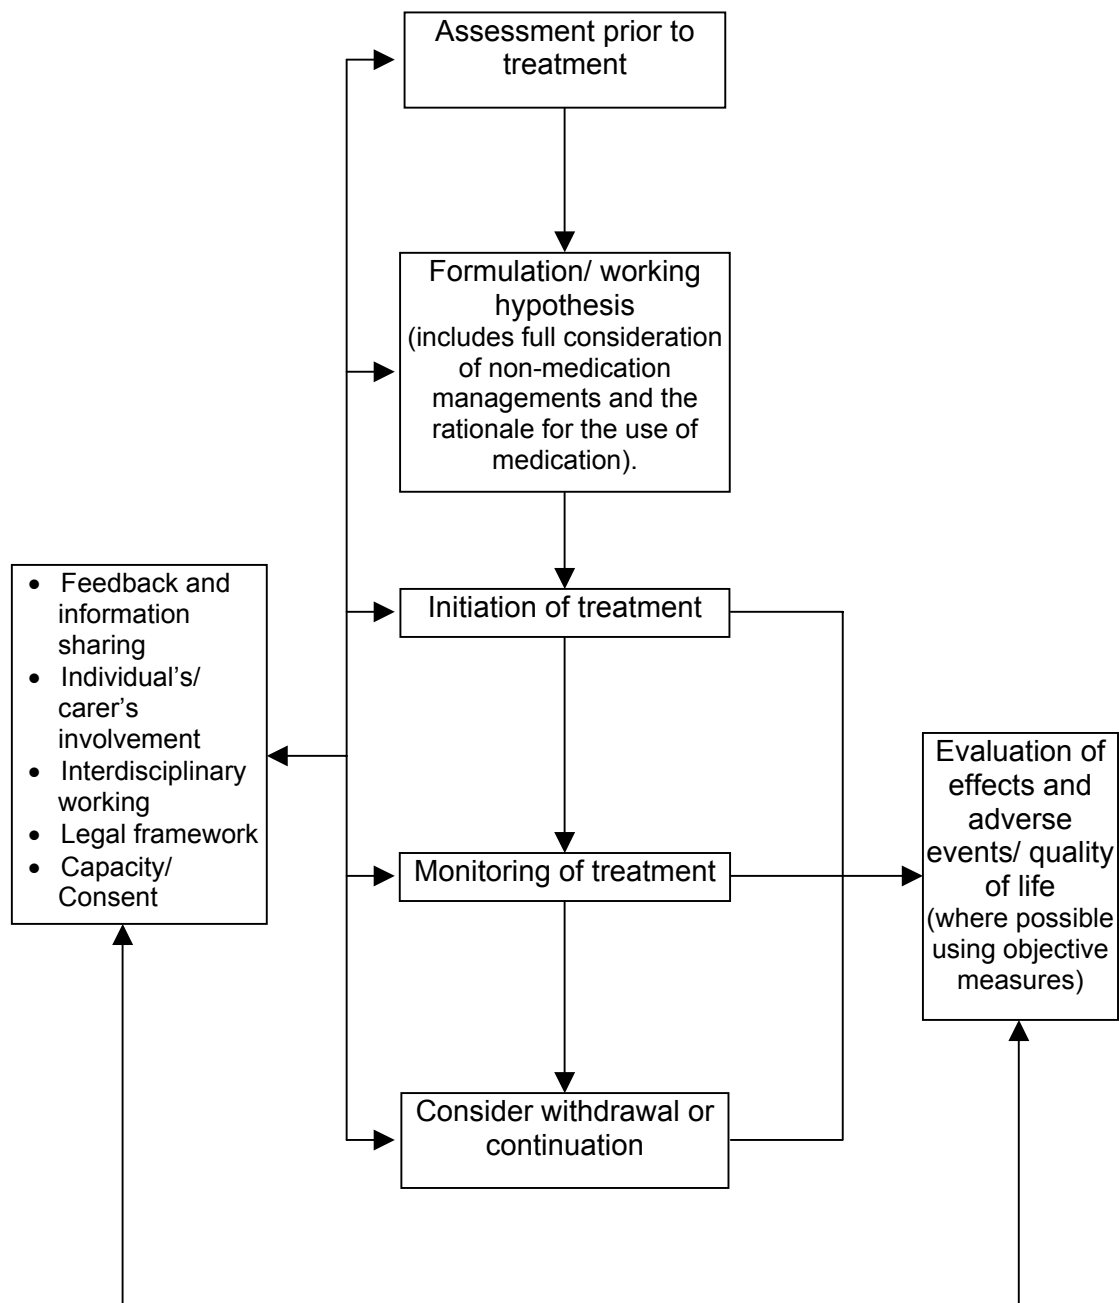 Assessment prior to
treatment
Formulation/ working
hypothesis
(includes full consideration
of non-medication
managements and the
rationale for the use of
medication).
Initiation of treatment
• Feedback and
information
sharing
• Individual’s/
carer’s
involvement
• Interdisciplinary
working
• Legal framework
• Capacity/
Consent
Monitoring of treatment
Evaluation of
effects and
adverse
events/ quality
of life
(where possible
using objective
measures)
Consider withdrawal or
continuation